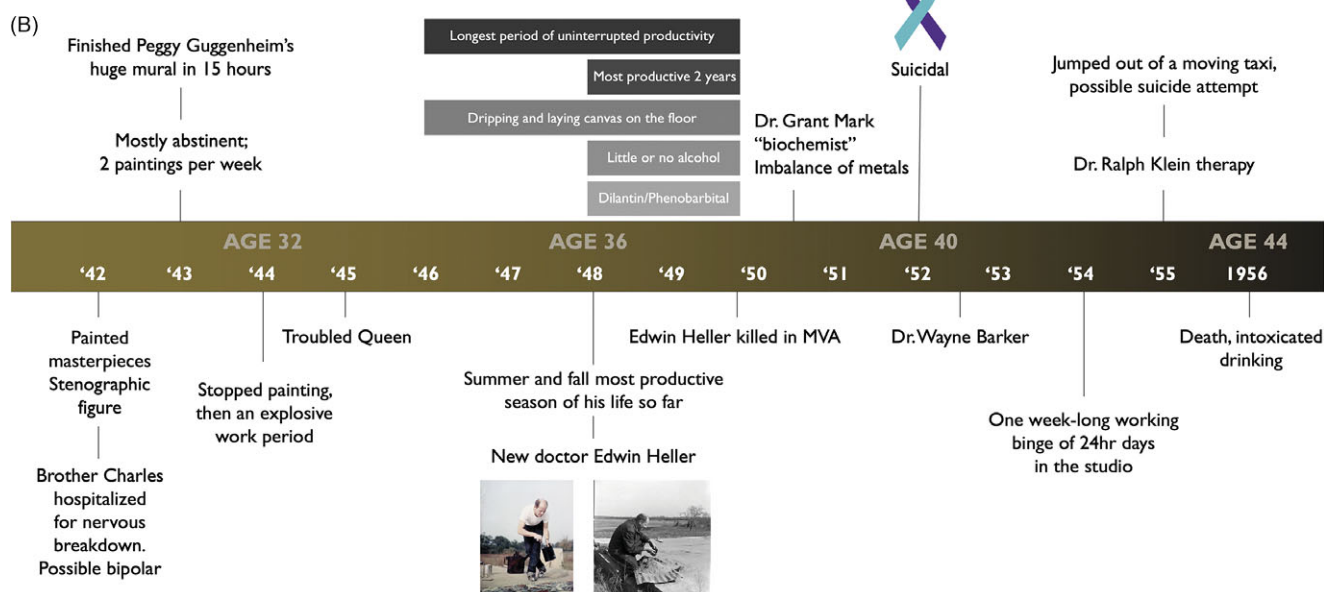 (B)
Finished Peggy Guggenheim's
huge mural in 15 hours
Mostly abstinent;
2 paintings per week
Longest period of uninterrupted productivity
Most productive 2 years
Dripping and laying canvas on the floor
Little or no alcohol
Dilantin/Phenobarbital
Dr. Grant Mark
“biochemist”
Imbalance of metals
Suicidal
Jumped out of a moving taxi,
possible suicide attempt
Dr. Ralph Klein therapy
AGE 32 AGE 36 AGE 40 AGE 44
‘42 ‘43 ‘44 ‘45 ‘46 ‘47 ‘48 ‘49 ‘50 ‘51 ‘52 ‘53 ‘54 ‘55 1956
Painted
masterpieces
Stenographic
figure
Brother Charles
hospitalized
for nervous
breakdown.
Possible bipolar
Stopped painting,
then an explosive
work period
Troubled Queen
Summer and fall most productive
season of his life so far
New doctor Edwin Heller
Edwin Heller killed in MVA
Dr. Wayne Barker
One week-long working
binge of 24hr days
in the studio
Death, intoxicated
drinking